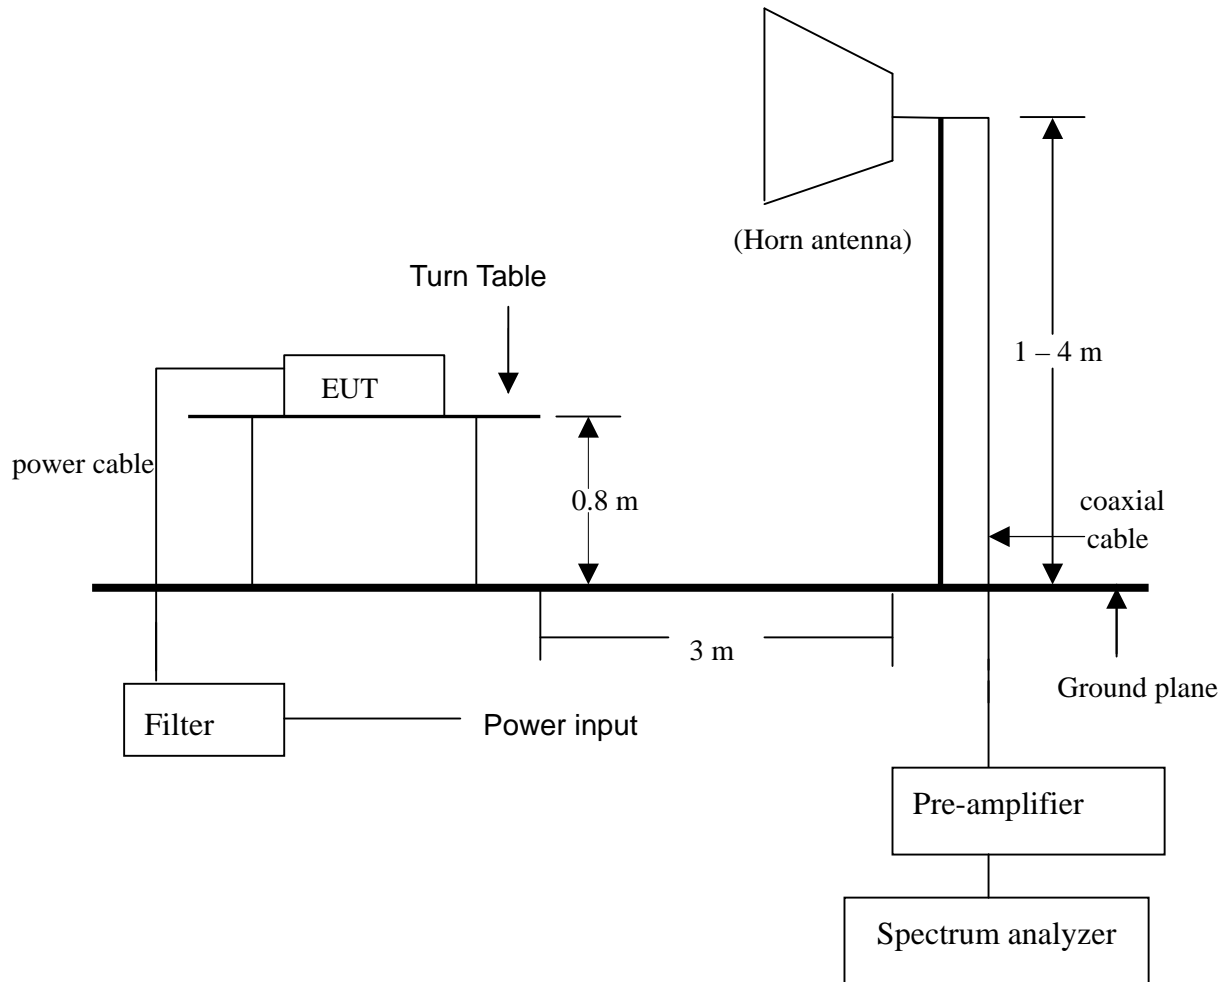 (Horn antenna)
Turn Table
1 – 4 m
EUT
power cable
0.8 m
coaxial
cable
3 m
Ground plane
Filter
Power input
Pre-amplifier
Spectrum analyzer